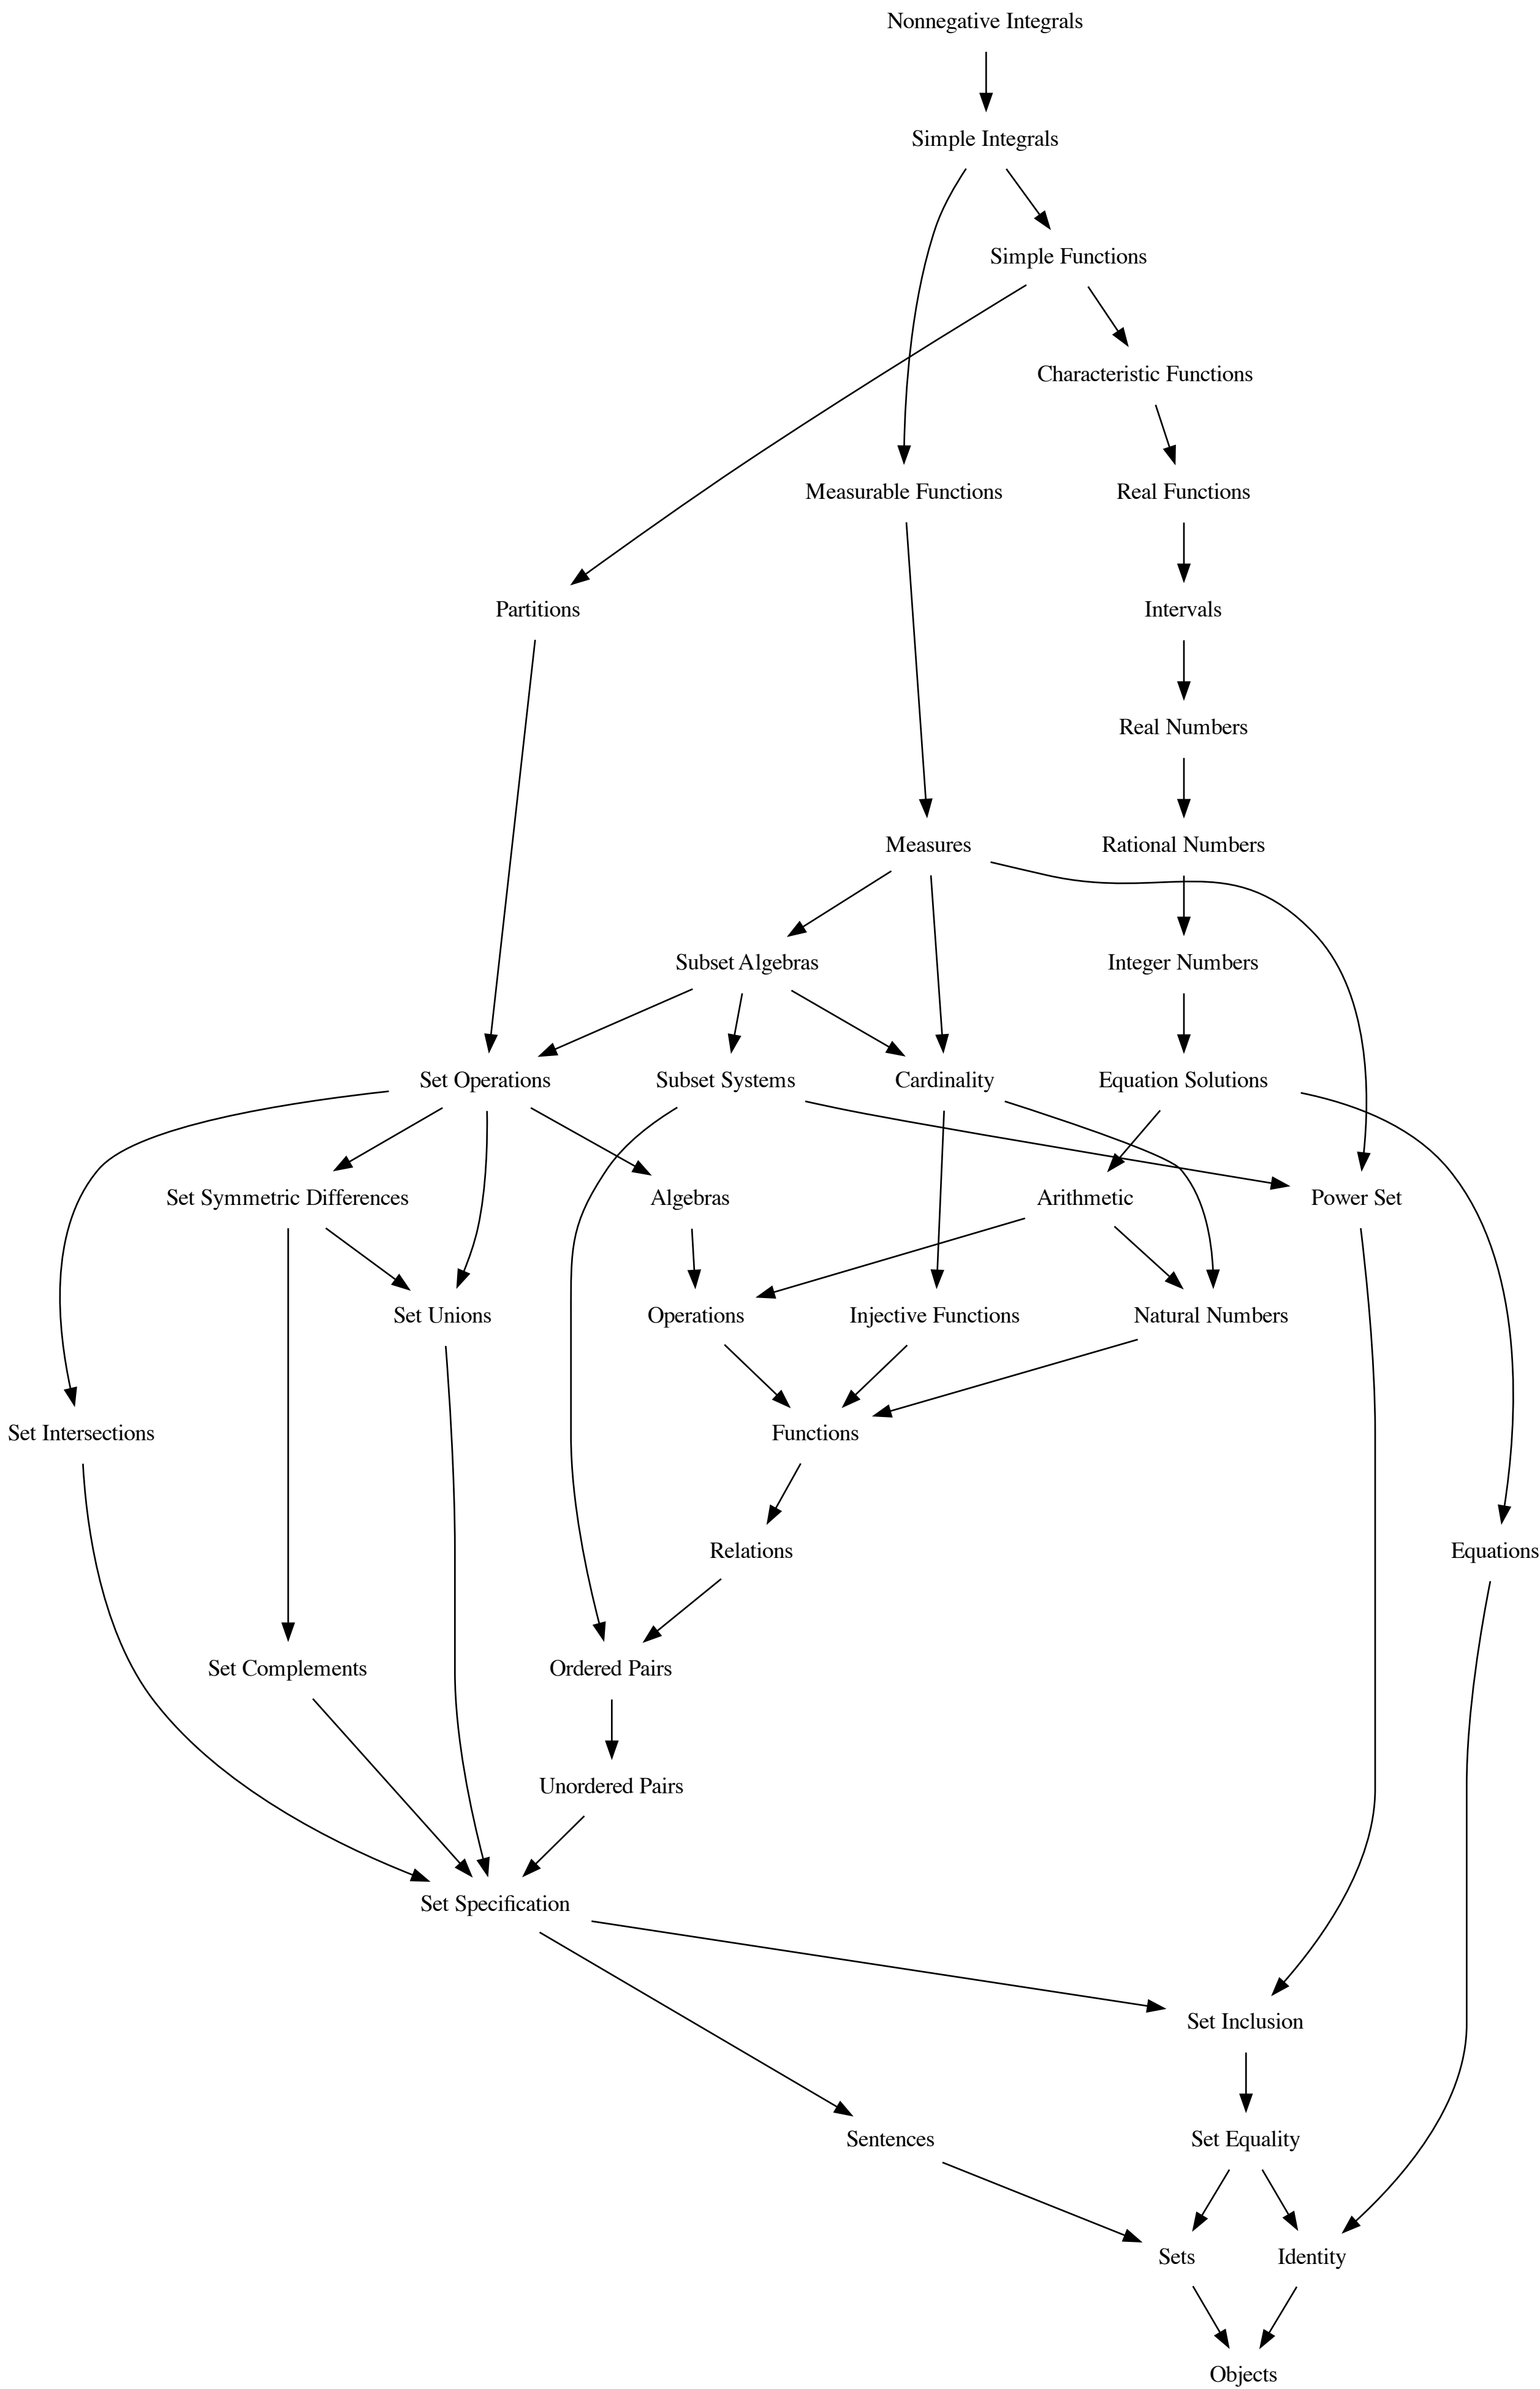 Nonnegative Integrals
Simple Integrals
Simple Functions
Characteristic Functions
Measurable Functions
Real Functions
Partitions
Intervals
Real Numbers
Measures
Rational Numbers
Subset Algebras
Integer Numbers
Set Operations
Subset Systems
Cardinality
Equation Solutions
Set Symmetric Differences
Algebras
Arithmetic
Power Set
Set Unions
Operations
Injective Functions
Natural Numbers
Set Intersections
Functions
Relations
Equations
Set Complements
Ordered Pairs
Unordered Pairs
Set Specification
Set Inclusion
Sentences
Set Equality
Sets
Identity
Objects